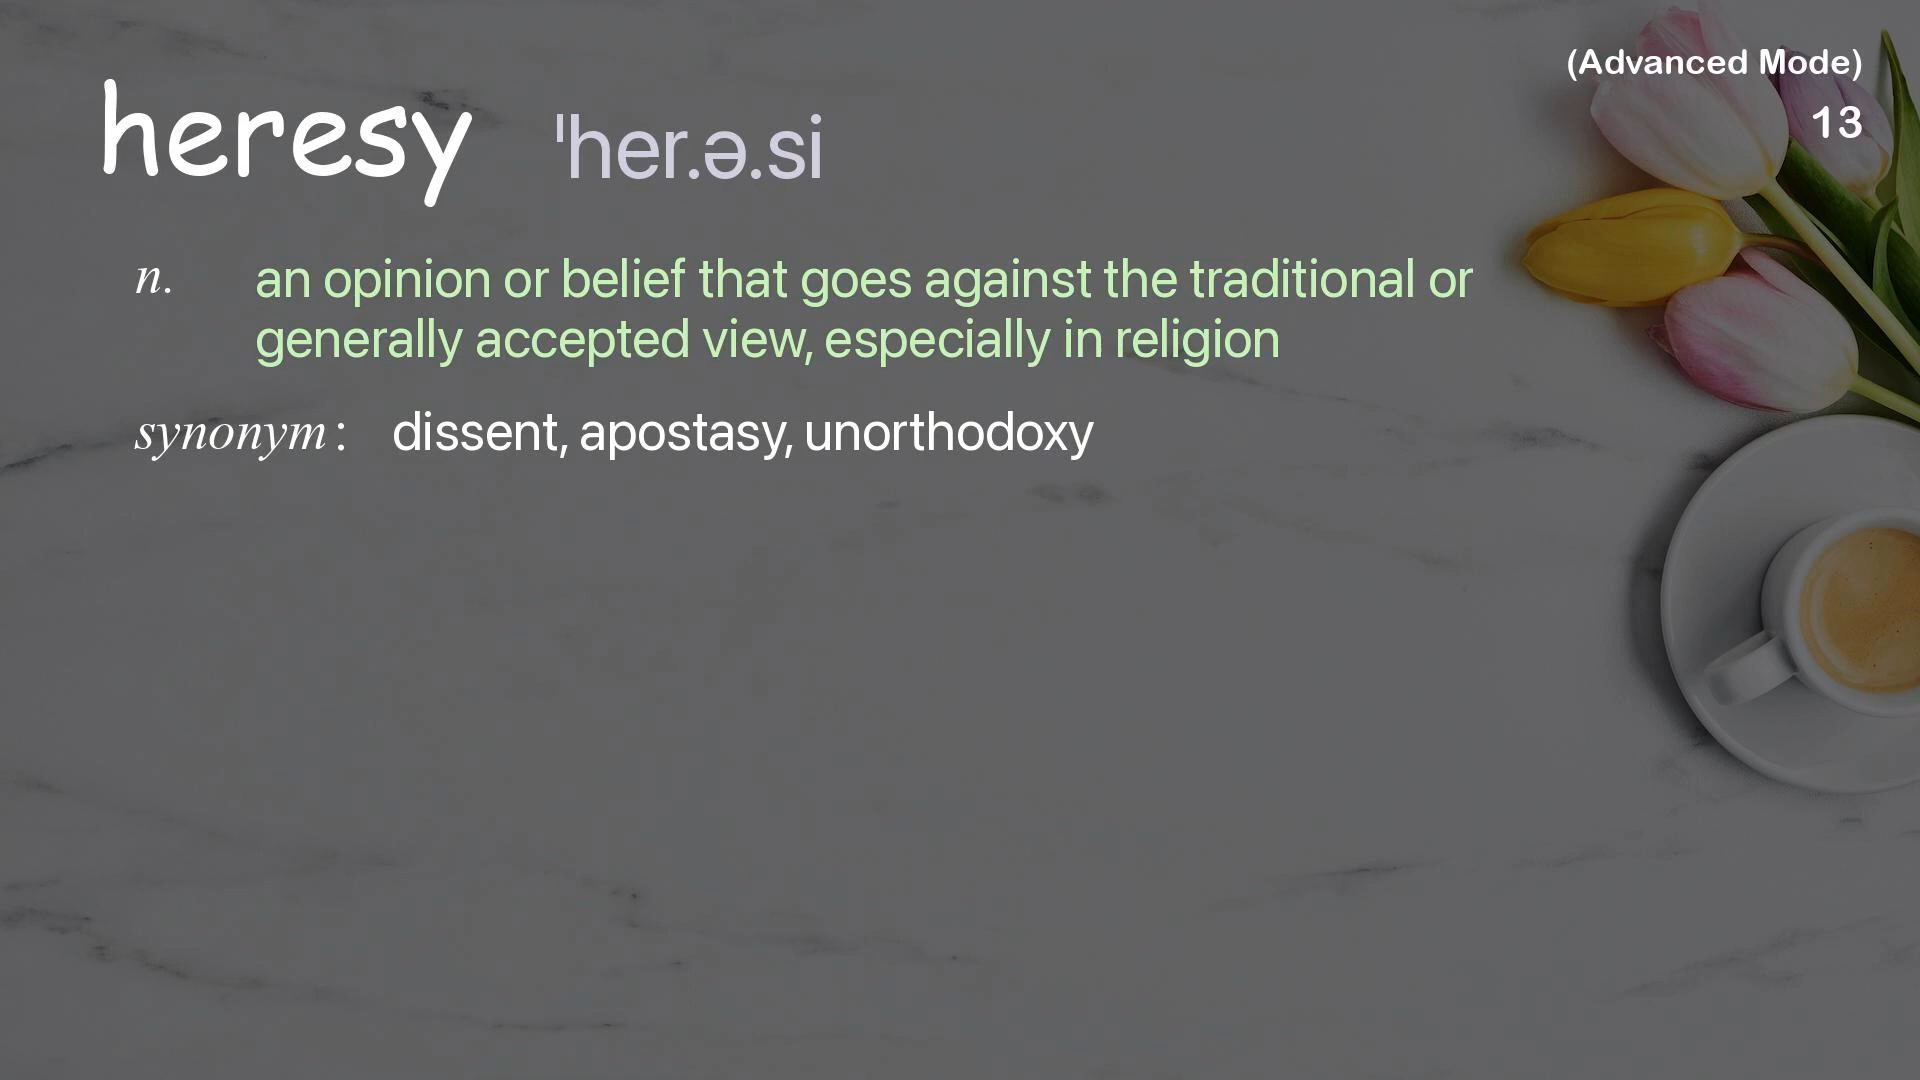 (Advanced Mode)
heresy ˈher.ə.si
13
n. an opinion or belief that goes against the traditional or
generally accepted view, especially in religion
synonym: dissent, apostasy, unorthodoxy